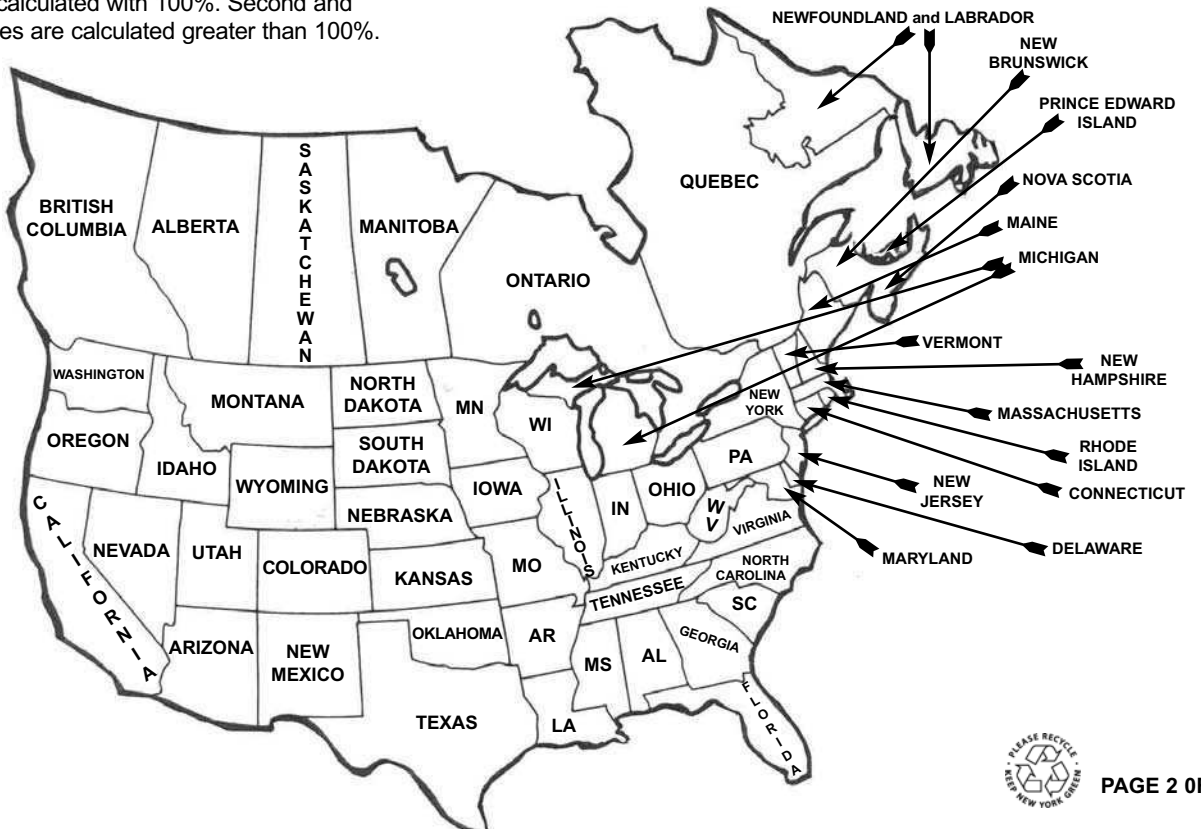 calculated with 100%. Second and
es are calculated greater than 100%.
NEWFOUNDLAND and LABRADOR
NEW
BRUNSWICK
PRINCE EDWARD
ISLAND
NOVA SCOTIA
MAINE
MICHIGAN
QUEBEC
BRITISH
COLUMBIA
ALBERTA
SASKATCHEWAN
MANITOBA
ONTARIO
VERMONT
NEW
HAMPSHIRE
MASSACHUSETTS
RHODE
ISLAND
CONNECTICUT
NEW
JERSEY
DELAWARE
MARYLAND
WASHINGTON
MONTANA
NORTH
DAKOTA
MN
WI
NEW
YORK
OREGON
IDAHO
WYOMING
SOUTH
DAKOTA
IOWA
NEBRASKA
ILLINOIS
IN
OHIO
PA
WV
VIRGINIA
CALIFORNIA
NEVADA
UTAH
COLORADO
KANSAS
MO
KENTUCKY
NORTH
CAROLINA
TENNESSEE
SC
ARIZONA
NEW
MEXICO
OKLAHOMA
AR
MS
AL
GEORGIA
TEXAS
LA
FLORIDA
PLEASE RECYCLE
KEEP NEW YORK GREEN
PAGE 2 0